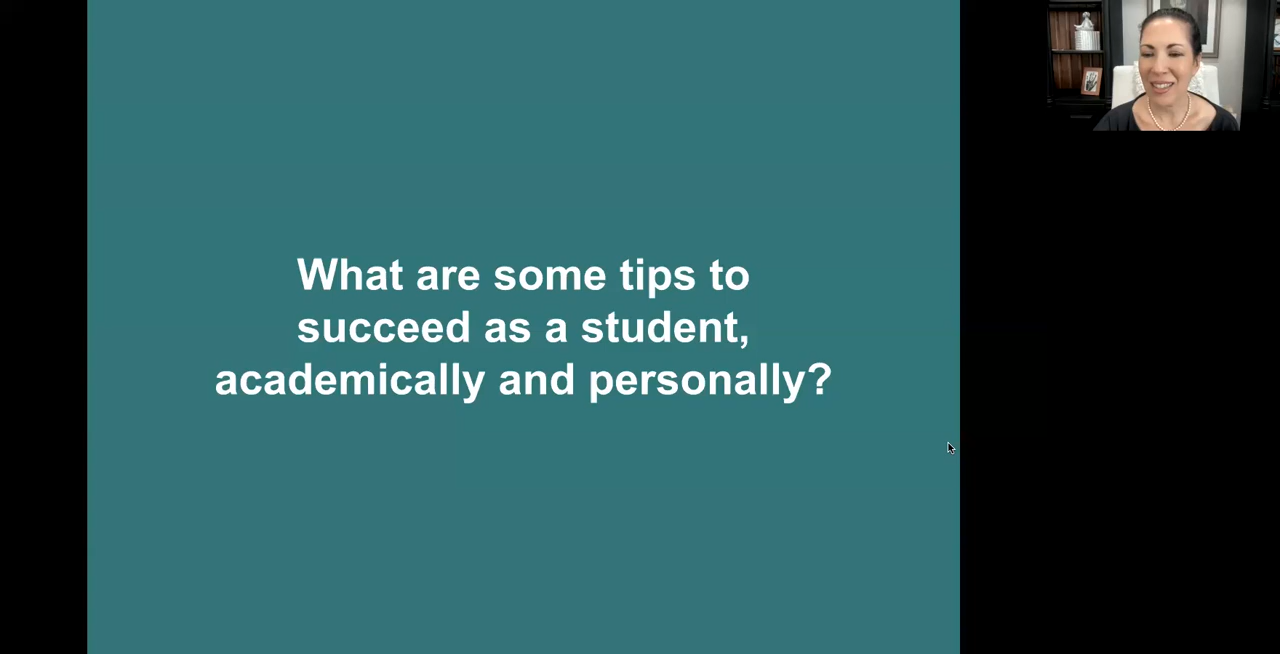 What are some tips to
succeed as a student,
academically and personally?